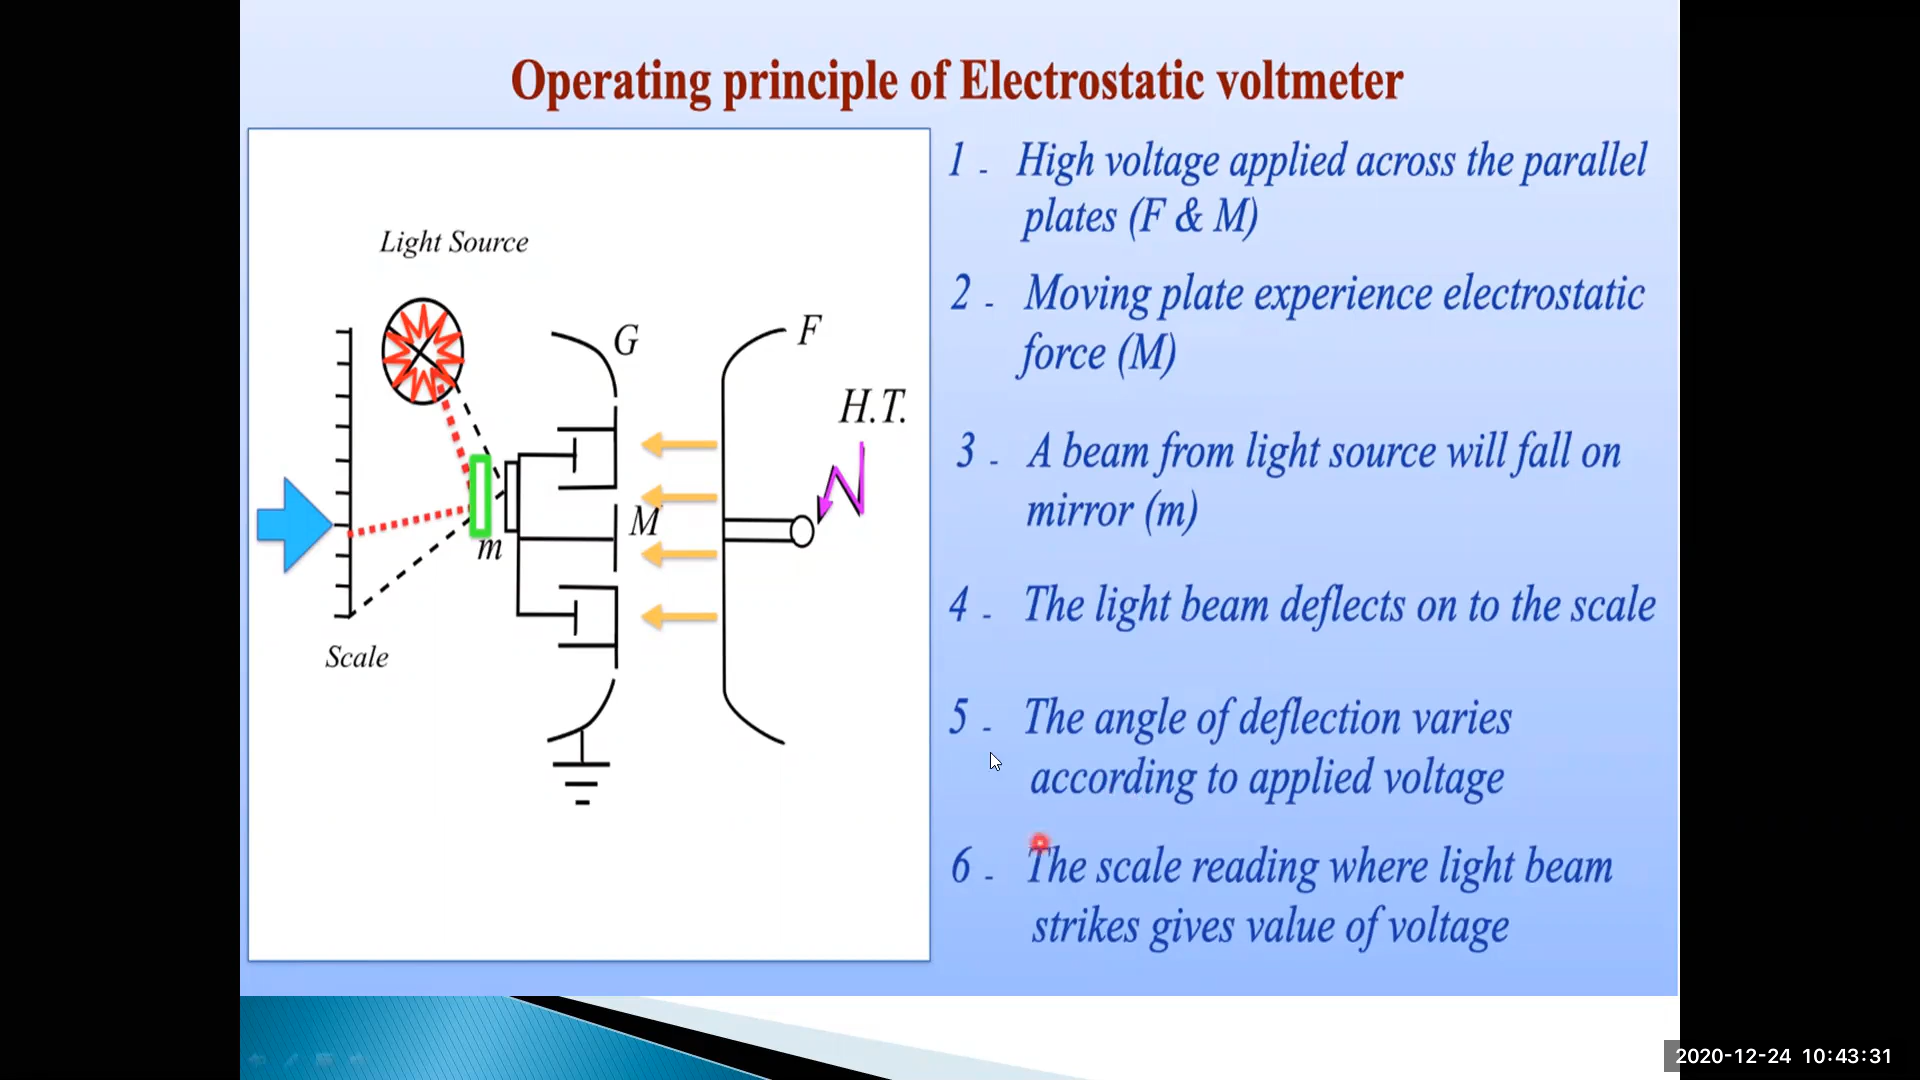 Operating principle of Electrostatic voltmeter
Light Source
G
F
H.T.
M
m
Scale
1 - High voltage applied across the parallel
plates (F & M)
2 - Moving plate experience electrostatic
force (M)
3 - A beam from light source will fall on
mirror (m)
4 - The light beam deflects on to the scale
5 - The angle of deflection varies
according to applied voltage
6 - The scale reading where light beam
strikes gives value of voltage
2020-12-24 10:43:31